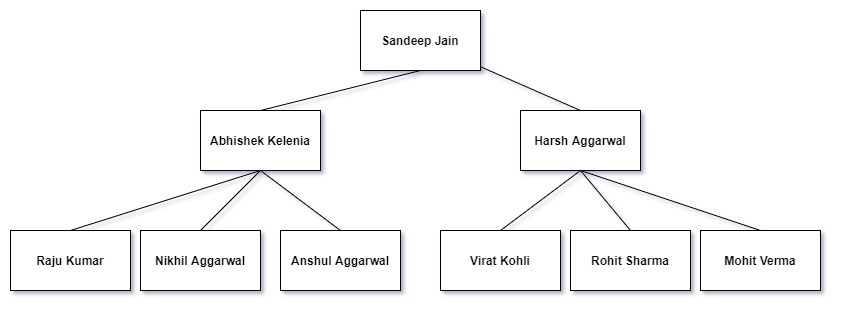 Sandeep Jain
Abhishek Kelenia
Harsh Aggarwal
Raju Kumar
Nikhil Aggarwal
Anshul Aggarwal
Virat Kohli
Rohit Sharma
Mohit Verma